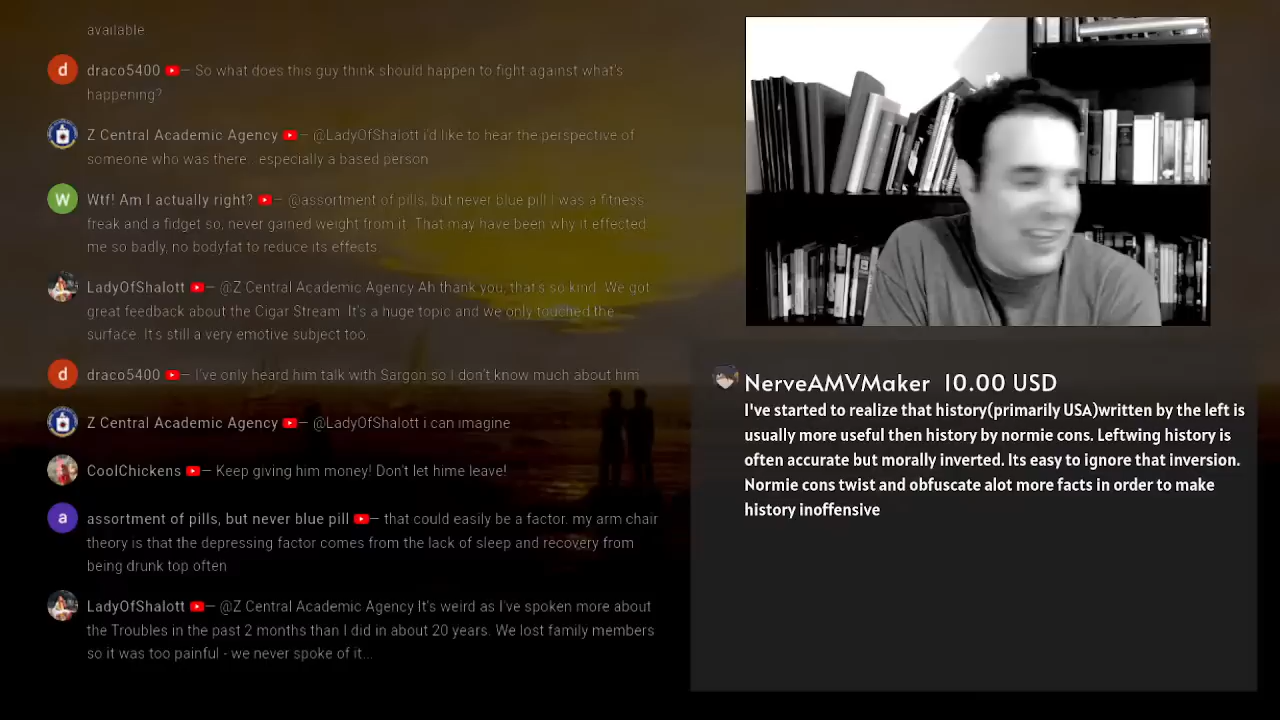 available
draco5400 — So what does this guy think should happen to fight against what's
happening?
Z Central Academic Agency — @LadyOfShalott i'd like to hear the perspective of
someone who was there.. especially a based person
Wtf! Am I actually right? — @assortment of pills, but never blue pill I was a fitness
freak and a fidget so, never gained weight from it. That may have been why it effected
me so badly, no bodyfat to reduce its effects
LadyOfShalott — @Z Central Academic Agency Ah thank you, that's so kind. We got
great feedback about the Cigar Stream. It's a huge topic and we only touched the
surface. It's still a very emotive subject too.
draco5400 — I've only heard him talk with Sargon so I don't know much about him
Z Central Academic Agency — @LadyOfShalott i can imagine
CoolChickens — Keep giving him money! Don't let hime leave!
a
assortment of pills, but never blue pill — that could easily be a factor. my arm chair
theory is that the depressing factor comes from the lack of sleep and recovery from
being drunk top often
LadyOfShalott — @Z Central Academic Agency It's weird as I've spoken more about
the Troubles in the past 2 months than I did in about 20 years. We lost family members
so it was too painful - we never spoke of it...
d
W
d
NerveAMVMaker 10.00 USD
I've started to realize that history(primarily USA)written by the left is
usually more useful then history by normie cons. Leftwing history is
often accurate but morally inverted. Its easy to ignore that inversion.
Normie cons twist and obfuscate alot more facts in order to make
history inoffensive